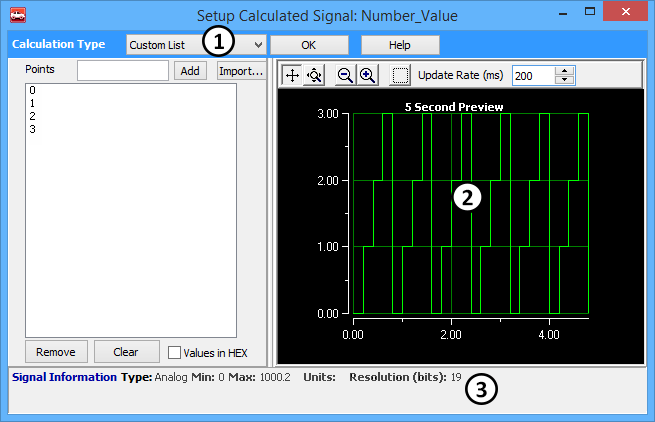 Setup Calculated Signal: Number_Value
Calculation Type Custom List 1 OK Help
Points Add Import... Update Rate (ms) 200
0
1
2
3
5 Second Preview
3.00
2.00
2
1.00
0.00
0.00 2.00 4.00
Remove Clear Values in HEX
Signal Information Type: Analog Min: 0 Max: 1000.2 Units: Resolution (bits): 19 3